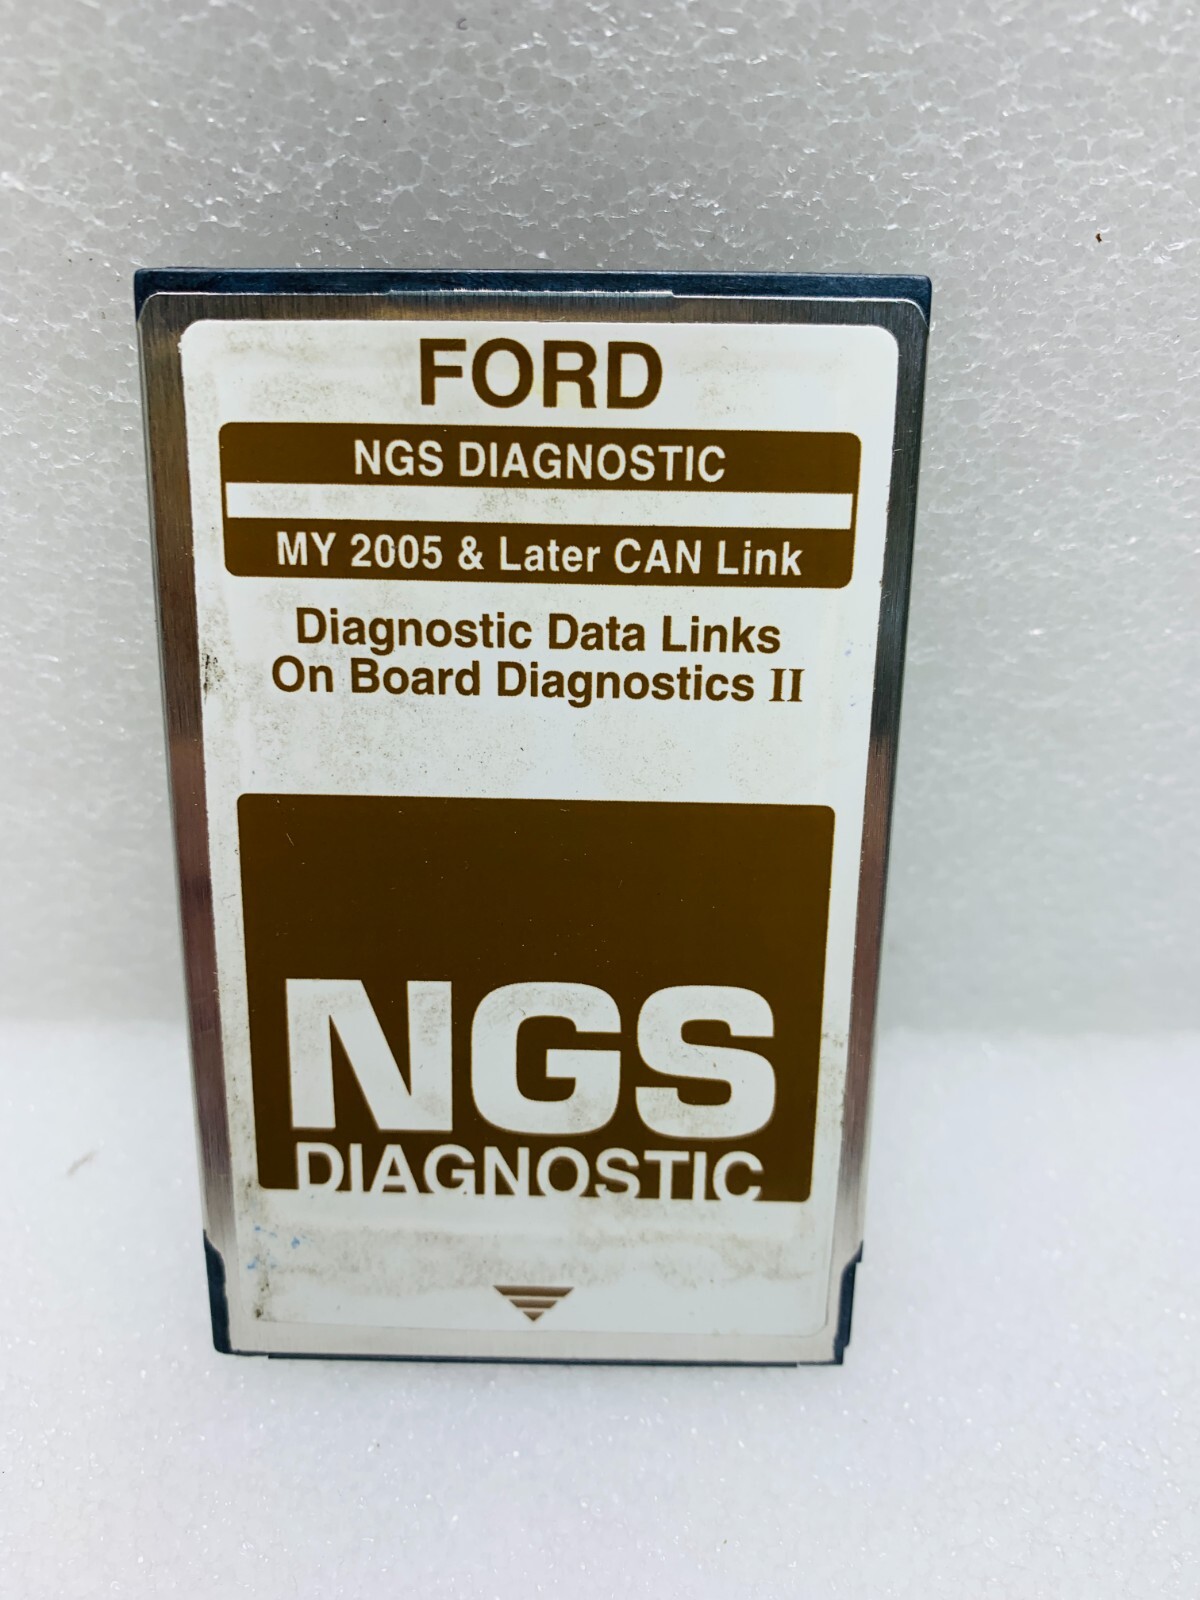 FORD
NGS DIAGNOSTIC
MY 2005 & Later CAN Link
Diagnostic Data Links
On Board Diagnostics II
NGS
DIAGNOSTIC